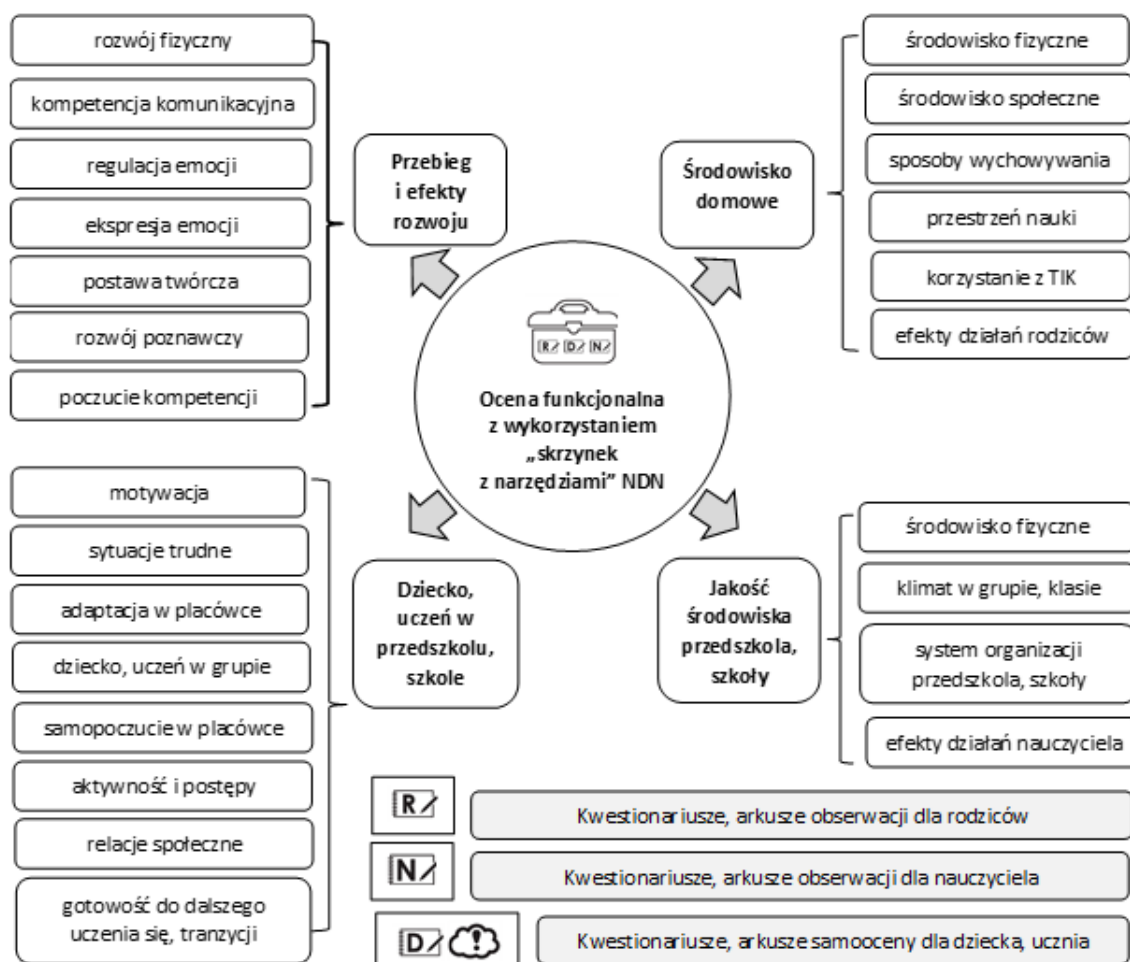 rozwój fizyczny
kompetencja komunikacyjna
regulacja emocji
ekspresja emocji
postawa twórcza
rozwój poznawczy
poczucie kompetencji
Przebieg
i efekty
rozwoju
Środowisko
domowe
środowisko fizyczne
środowisko społeczne
sposoby wychowywania
przestrzeń nauki
korzystanie z TIK
efekty działań rodziców
R D N
Ocena funkcjonalna
z wykorzystaniem
„skrzynek
z narzędziami” NDN
motywacja
sytuacje trudne
adaptacja w placówce
dziecko, uczeń w grupie
samopoczucie w placówce
aktywność i postępy
relacje społeczne
gotowość do dalszego
uczenia się, tranzycji
Dziecko,
uczeń w
przedszkolu,
szkole
Jakość
środowiska
przedszkola,
szkoły
środowisko fizyczne
klimat w grupie, klasie
system organizacji
przedszkola, szkoły
efekty działań nauczyciela
R
Kwestionariusze, arkusze obserwacji dla rodziców
N
Kwestionariusze, arkusze obserwacji dla nauczyciela
D !
Kwestionariusze, arkusze samooceny dla dziecka, ucznia